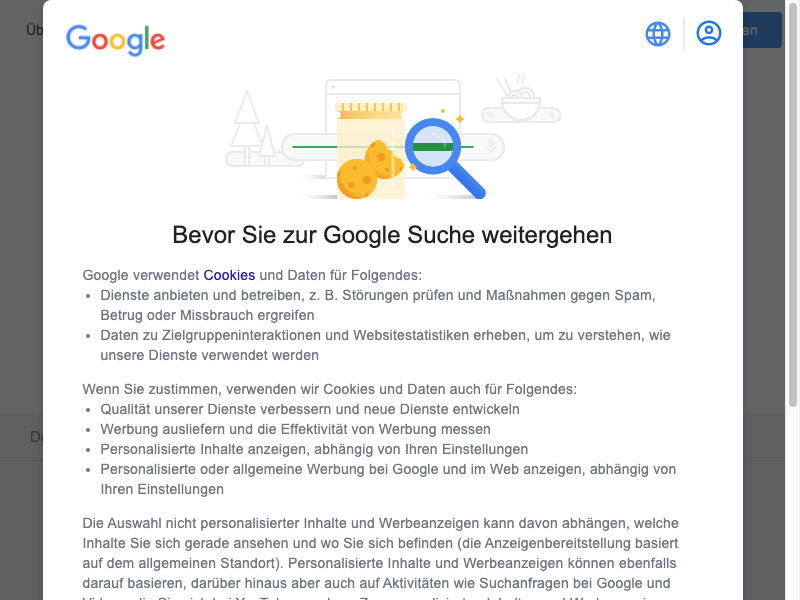 Üb
Google
en
Bevor Sie zur Google Suche weitergehen
Google verwendet Cookies und Daten für Folgendes:
• Dienste anbieten und betreiben, z. B. Störungen prüfen und Maßnahmen gegen Spam,
Betrug oder Missbrauch ergreifen
• Daten zu Zielgruppeninteraktionen und Websitestatistiken erheben, um zu verstehen, wie
unsere Dienste verwendet werden
Wenn Sie zustimmen, verwenden wir Cookies und Daten auch für Folgendes:
• Qualität unserer Dienste verbessern und neue Dienste entwickeln
• Werbung ausliefern und die Effektivität von Werbung messen
• Personalisierte Inhalte anzeigen, abhängig von Ihren Einstellungen
• Personalisierte oder allgemeine Werbung bei Google und im Web anzeigen, abhängig von
Ihren Einstellungen
Die Auswahl nicht personalisierter Inhalte und Werbeanzeigen kann davon abhängen, welche
Inhalte Sie sich gerade ansehen und wo Sie sich befinden (die Anzeigenbereitstellung basiert
auf dem allgemeinen Standort). Personalisierte Inhalte und Werbeanzeigen können ebenfalls
darauf basieren, darüber hinaus aber auch auf Aktivitäten wie Suchanfragen bei Google und